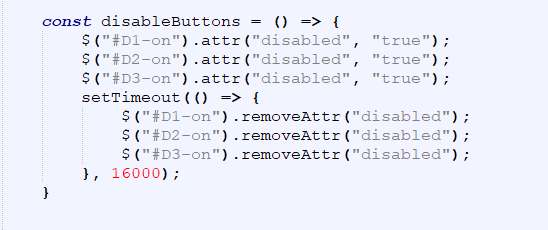 const disableButtons = () => {
    $("#D1-on").attr("disabled", "true");
    $("#D2-on").attr("disabled", "true");
    $("#D3-on").attr("disabled", "true");
    setTimeout(() => {
        $("#D1-on").removeAttr("disabled");
        $("#D2-on").removeAttr("disabled");
        $("#D3-on").removeAttr("disabled");
    }, 16000);
}